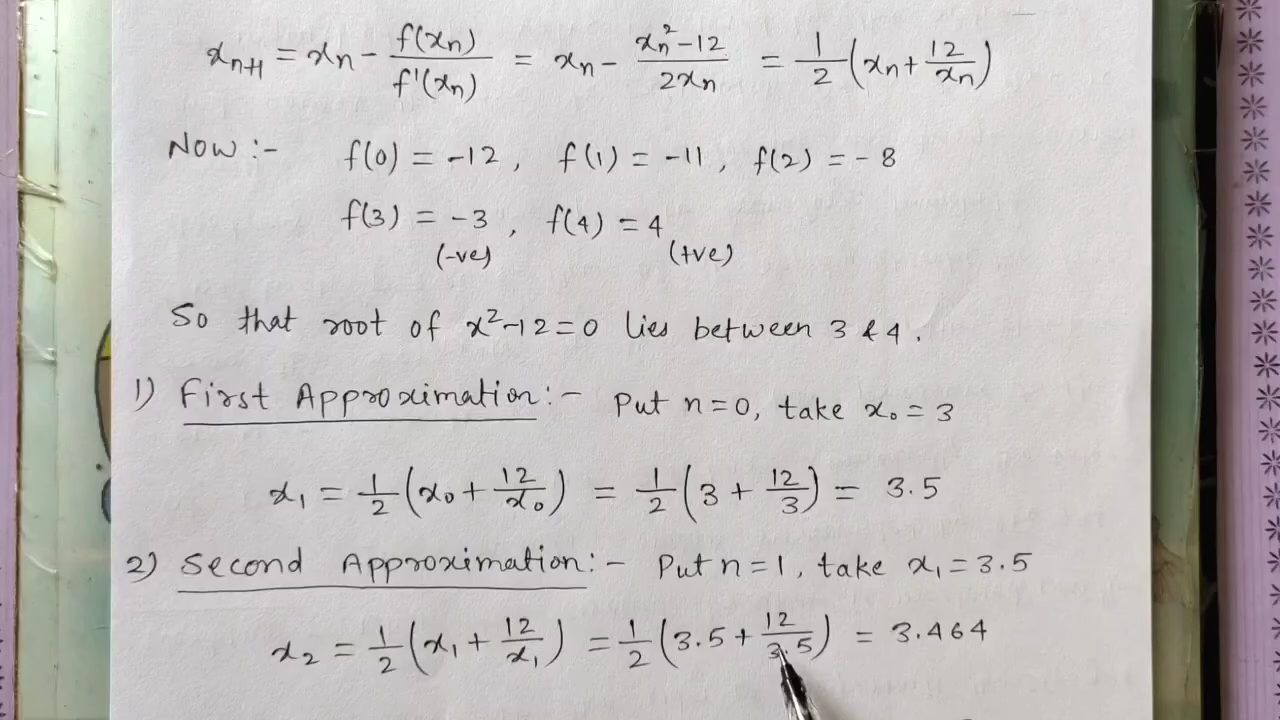 xₙ₊₁ = xₙ - f(xₙ)/f'(xₙ) = xₙ - (xₙ²-12)/(2xₙ) = 1/2 (xₙ + 12/xₙ)
Now :- f(0) = -12, f(1) = -11, f(2) = -8
f(3) = -3, f(4) = 4
(-ve) (+ve)
So that root of x²-12=0 lies between 3 & 4.
1) First Approximation :- Put n=0, take x₀ = 3
x₁ = 1/2 (x₀ + 12/x₀) = 1/2 (3 + 12/3) = 3.5
2) Second Approximation :- Put n=1, take x₁ = 3.5
x₂ = 1/2 (x₁ + 12/x₁) = 1/2 (3.5 + 12/3.5) = 3.464